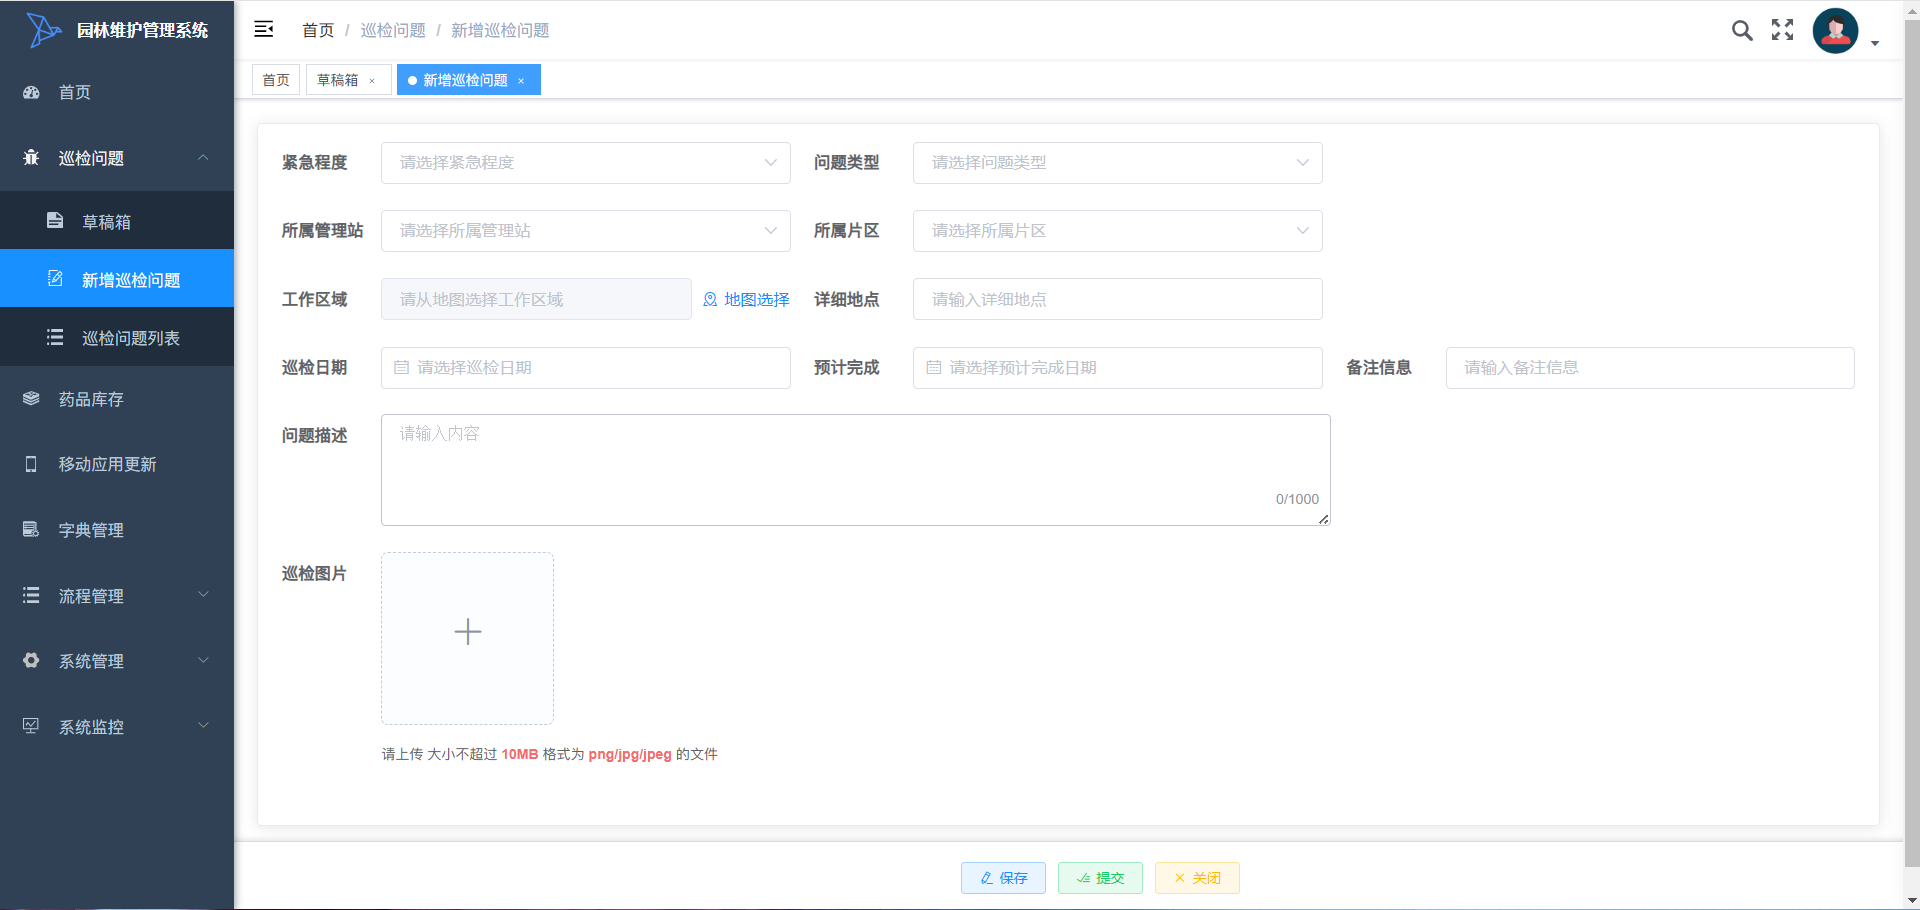 园林维护管理系统
首页 / 巡检问题 / 新增巡检问题
首页
草稿箱 ×
新增巡检问题 ×
首页
巡检问题
草稿箱
新增巡检问题
巡检问题列表
药品库存
移动应用更新
字典管理
流程管理
系统管理
系统监控
紧急程度 请选择紧急程度 问题类型 请选择问题类型
所属管理站 请选择所属管理站 所属片区 请选择所属片区
工作区域 请从地图选择工作区域 地图选择 详细地点 请输入详细地点
巡检日期 请选择巡检日期 预计完成 请选择预计完成日期 备注信息 请输入备注信息
问题描述 请输入内容
0/1000
巡检图片
请上传 大小不超过 10MB 格式为 png/jpg/jpeg 的文件
保存 提交 关闭